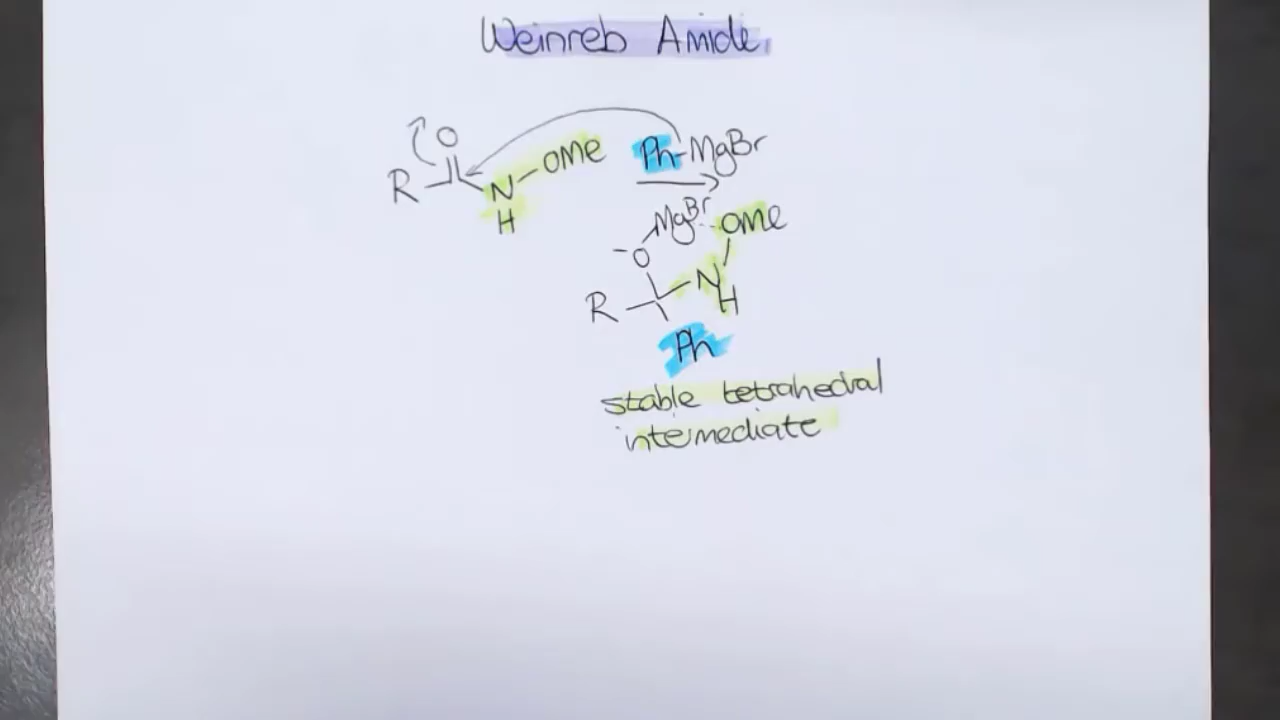 Weinreb Amide
O
R
N
H
OMe
Ph-MgBr
MgBr
OMe
-O
R
N
H
Ph
stable tetrahedral
intermediate